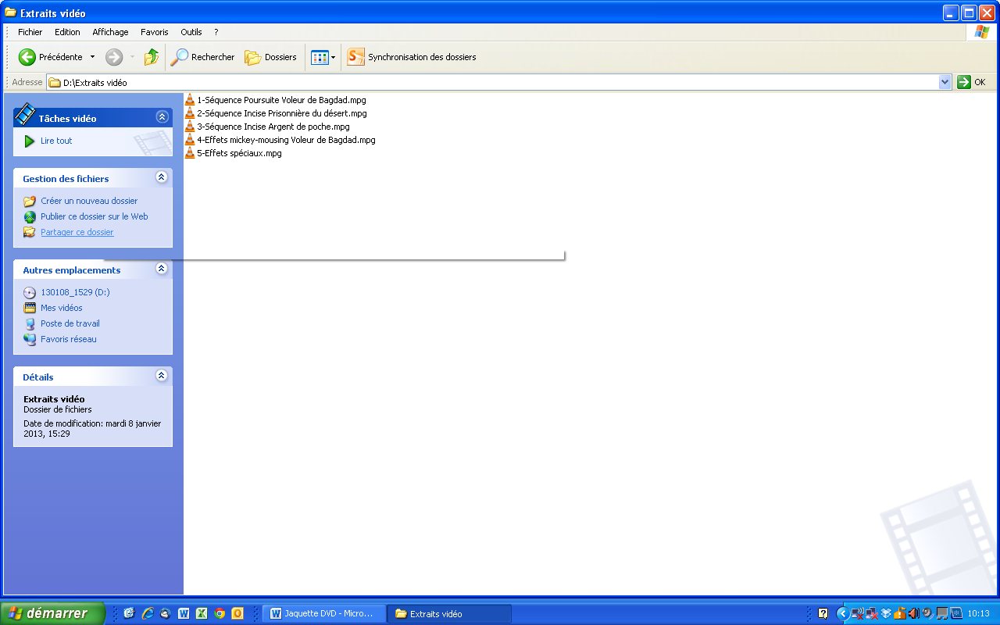 Extraits vidéo
Fichier Edition Affichage Favoris Outils ?
Précédente Rechercher Dossiers Synchronisation des dossiers
Adresse D:\Extraits vidéo OK
Tâches vidéo
Lire tout
Gestion des fichiers
Créer un nouveau dossier
Publier ce dossier sur le Web
Partager ce dossier
Autres emplacements
130108_1529 (D:)
Mes vidéos
Poste de travail
Favoris réseau
Détails
Extraits vidéo
Dossier de fichiers
Date de modification: mardi 8 janvier
2013, 15:29
1-Séquence Poursuite Voleur de Bagdad.mpg
2-Séquence Incise Prisonnière du désert.mpg
3-Séquence Incise Argent de poche.mpg
4-Effets mickey-mousing Voleur de Bagdad.mpg
5-Effets spéciaux.mpg
démarrer Jaquette DVD - Micro... Extraits vidéo 10:13